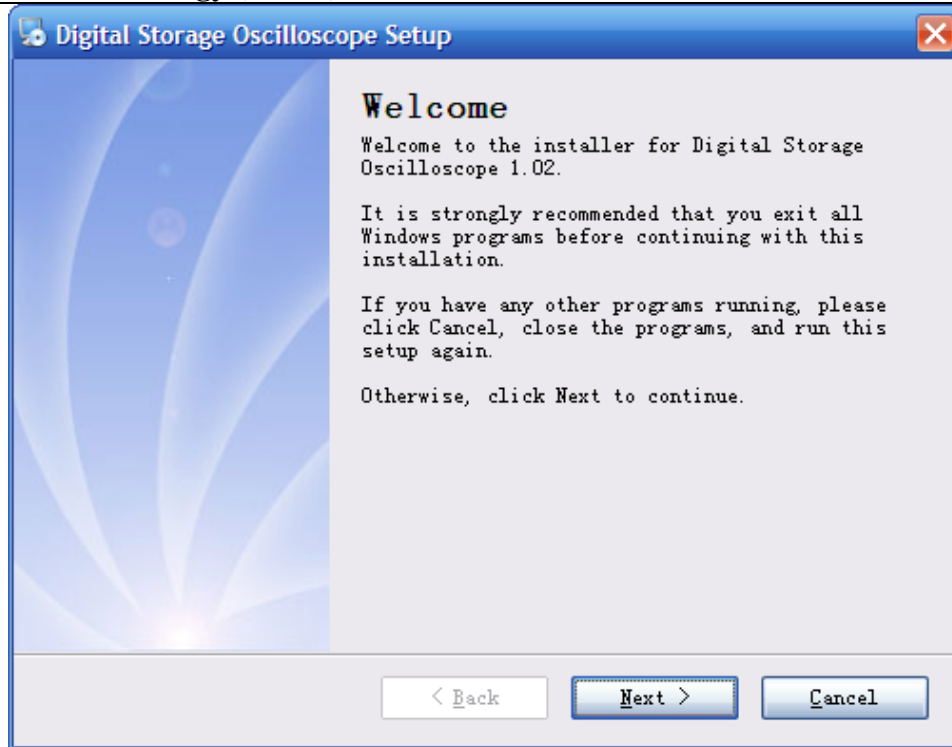 Digital Storage Oscilloscope Setup
Welcome
Welcome to the installer for Digital Storage
Oscilloscope 1.02.
It is strongly recommended that you exit all
Windows programs before continuing with this
installation.
If you have any other programs running, please
click Cancel, close the programs, and run this
setup again.
Otherwise, click Next to continue.
< Back Next > Cancel